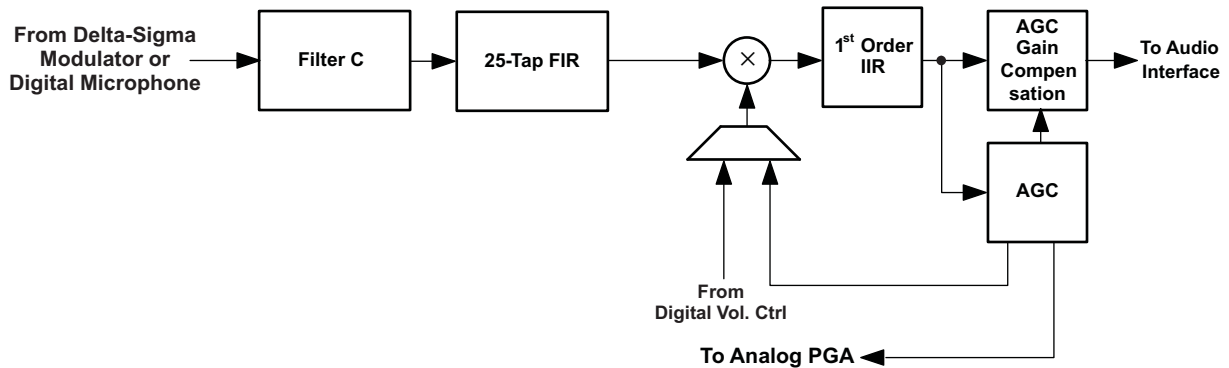 From Delta-Sigma
Modulator or
Digital Microphone
Filter C
25-Tap FIR
×
1st Order
IIR
AGC
Gain
Compen
sation
To Audio
Interface
AGC
From
Digital Vol. Ctrl
To Analog PGA